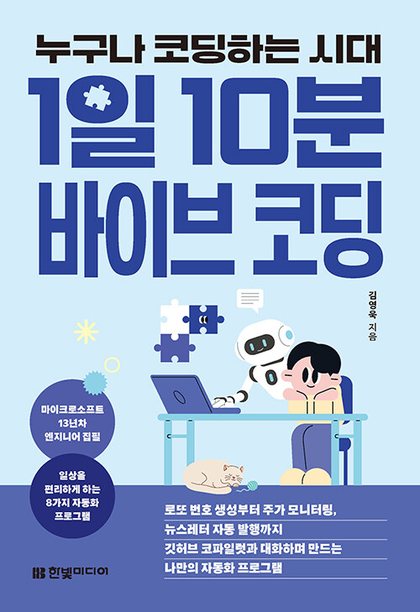 누구나 코딩하는 시대
1일 10분
바이브 코딩
김영욱 지음
마이크로소프트
13년차
엔지니어 집필
일상을
편리하게 하는
8가지 자동화
프로그램
로또 번호 생성부터 주가 모니터링,
뉴스레터 자동 발행까지
깃허브 코파일럿과 대화하며 만드는
나만의 자동화 프로그램
HB 한빛미디어